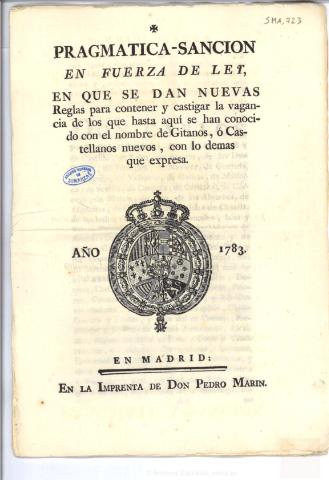 SMA, 723
PRAGMATICA-SANCION
EN FUERZA DE LEY,
EN QUE SE DAN NUEVAS
Reglas para contener y castigar la vagan-
cia de los que hasta aquí se han conoci-
do con el nombre de Gitanos, ó Cas-
tellanos nuevos, con lo demas
que expresa.
AÑO 1783.
EN MADRID:
EN LA IMPRENTA DE DON PEDRO MARIN.